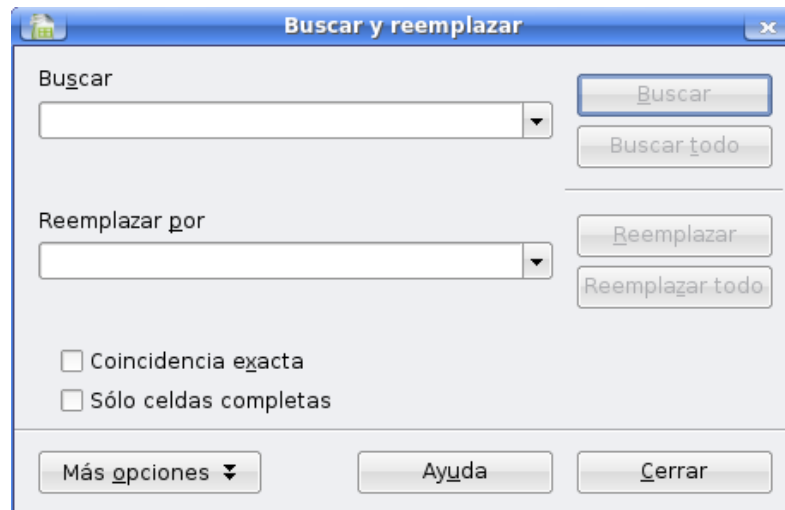 Buscar y reemplazar
Buscar
Buscar
Buscar todo
Reemplazar por
Reemplazar
Reemplazar todo
Coincidencia exacta
Sólo celdas completas
Más opciones
Ayuda
Cerrar